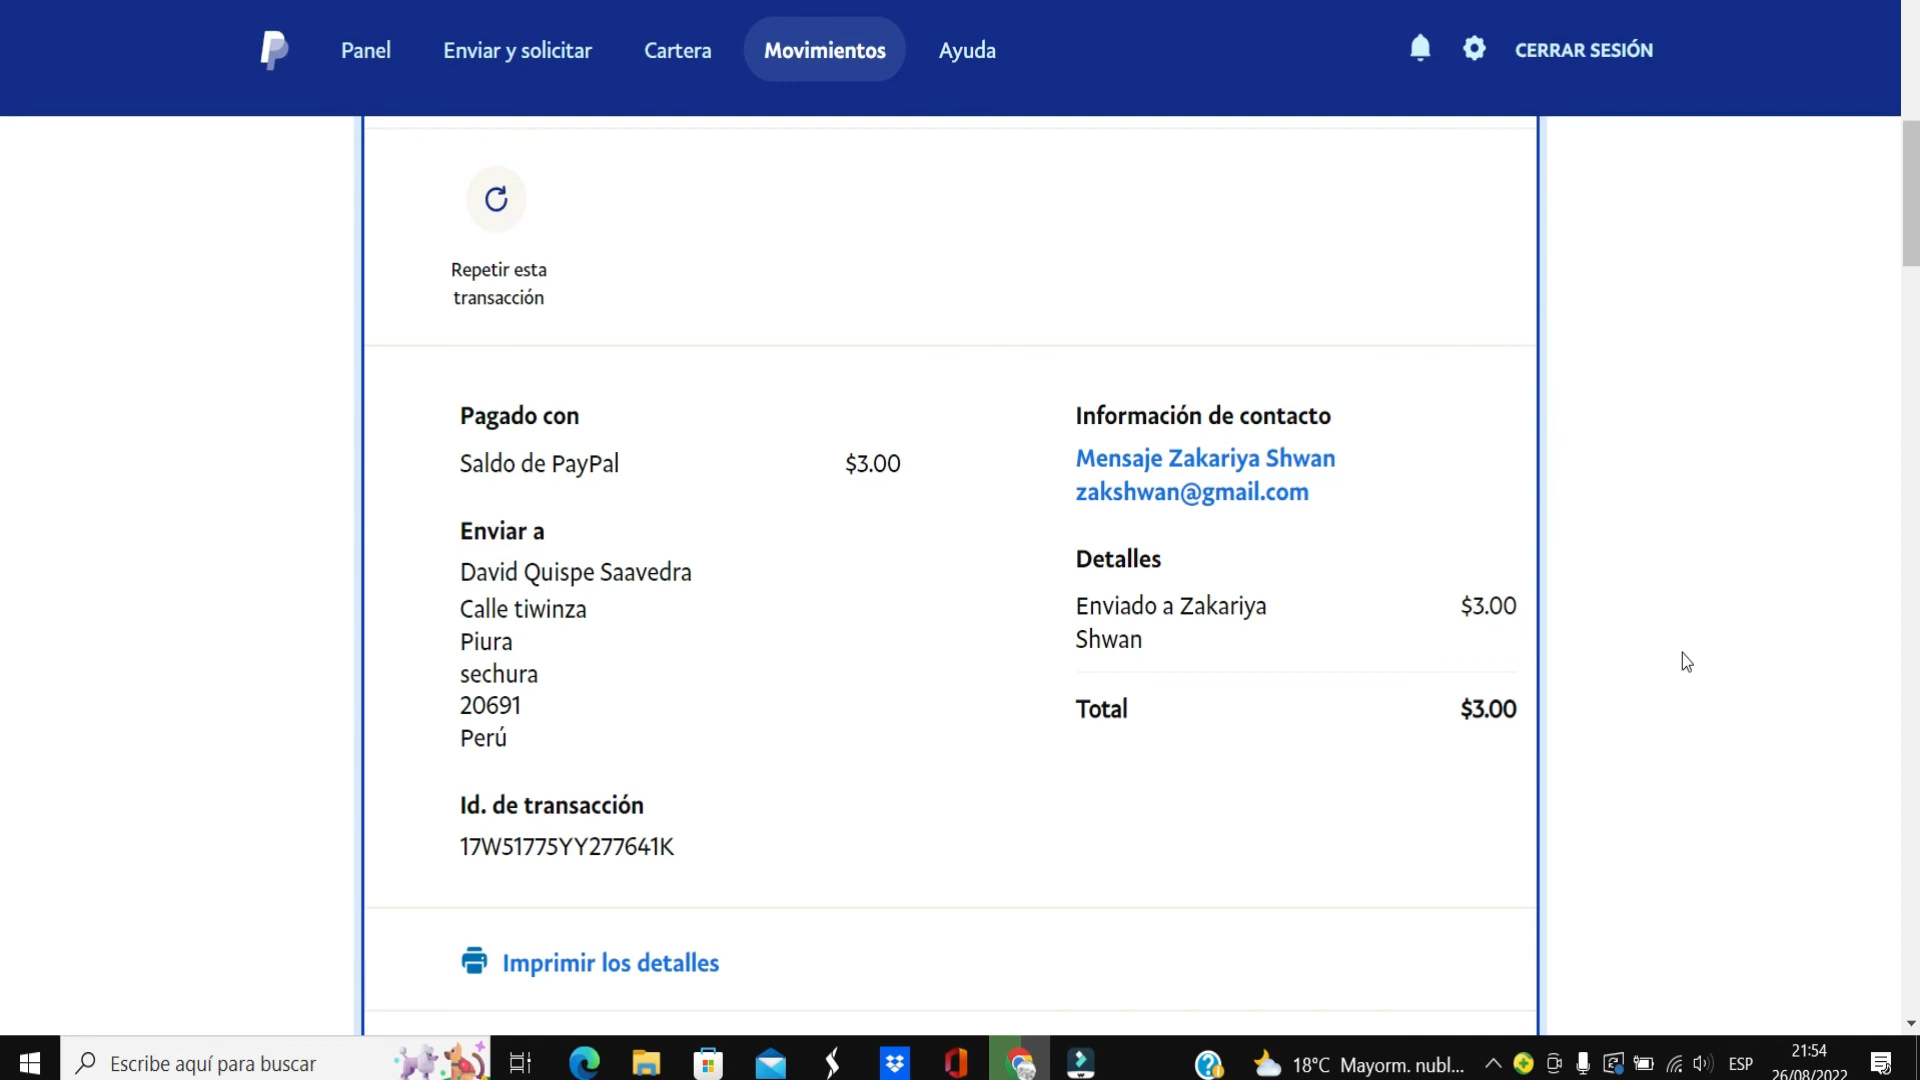 Panel
Enviar y solicitar
Cartera
Movimientos
Ayuda
CERRAR SESIÓN
Repetir esta
transacción
Pagado con
Saldo de PayPal $3.00
Enviar a
David Quispe Saavedra
Calle tiwinza
Piura
sechura
20691
Perú
Id. de transacción
17W51775YY277641K
Información de contacto
Mensaje Zakariya Shwan
zakshwan@gmail.com
Detalles
Enviado a Zakariya $3.00
Shwan
Total $3.00
Imprimir los detalles
Escribe aquí para buscar
18°C Mayorm. nubl...
ESP
21:54
26/08/2022